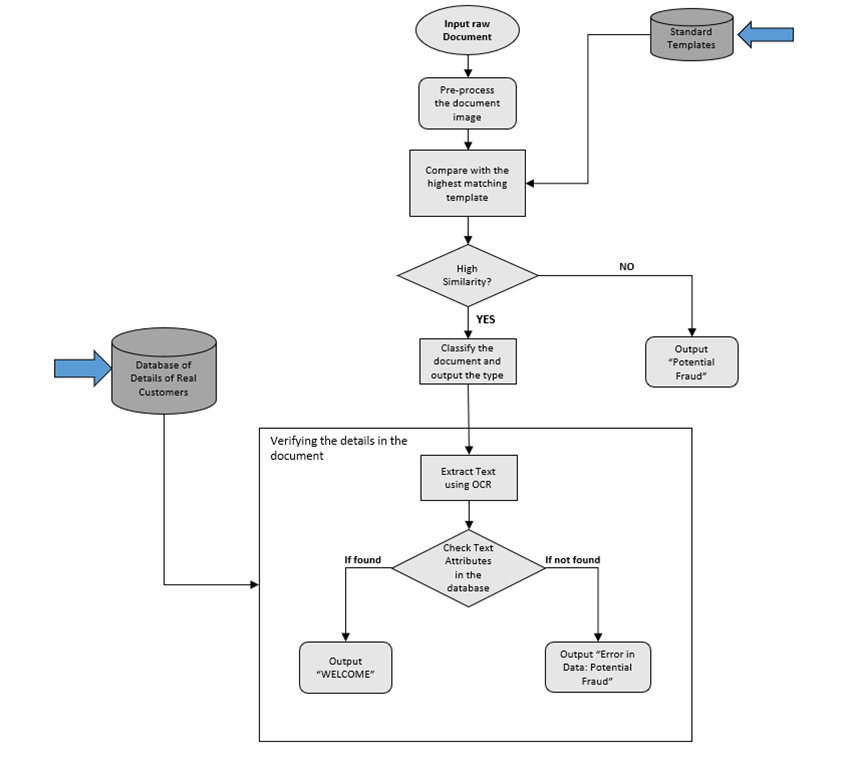 Input raw
Document
Standard
Templates
Pre-process
the document
image
Compare with the
highest matching
template
High
Similarity?
NO
YES
Classify the
document and
output the type
Output
“Potential
Fraud”
Database of
Details of Real
Customers
Verifying the details in the
document
Extract Text
using OCR
Check Text
Attributes
in the
database
If found
If not found
Output
“WELCOME”
Output “Error in
Data: Potential
Fraud”